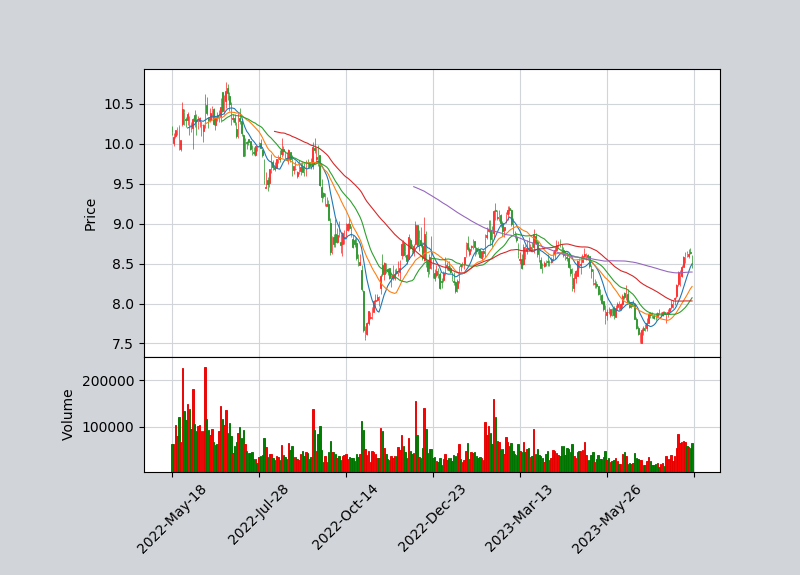 Price
10.5
10.0
9.5
9.0
8.5
8.0
7.5
Volume
200000
100000
2022-May-18
2022-Jul-28
2022-Oct-14
2022-Dec-23
2023-Mar-13
2023-May-26